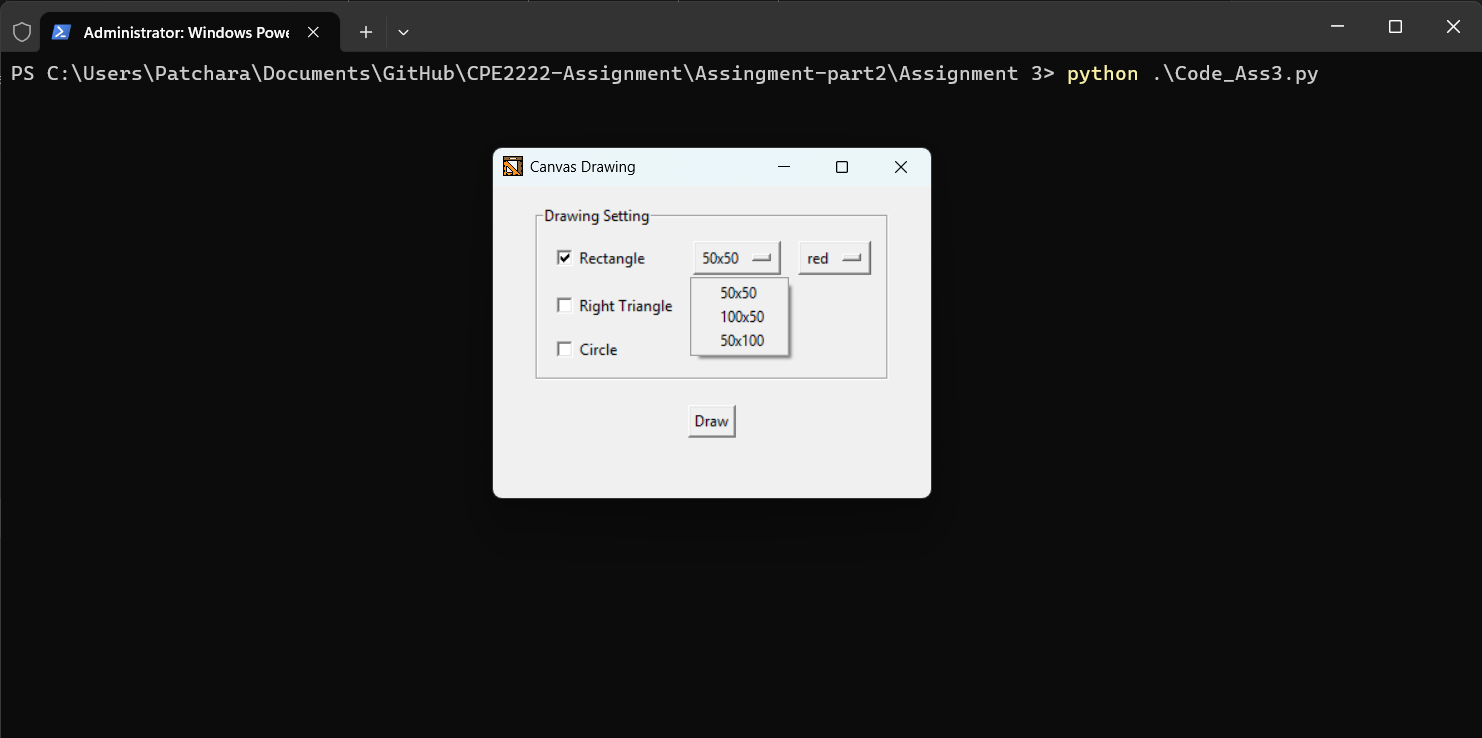 Administrator: Windows Powe
PS C:\Users\Patchara\Documents\GitHub\CPE2222-Assignment\Assingment-part2\Assignment 3> python .\Code_Ass3.py
Canvas Drawing
Drawing Setting
Rectangle 50x50 red
50x50
Right Triangle 100x50
50x100
Circle
Draw